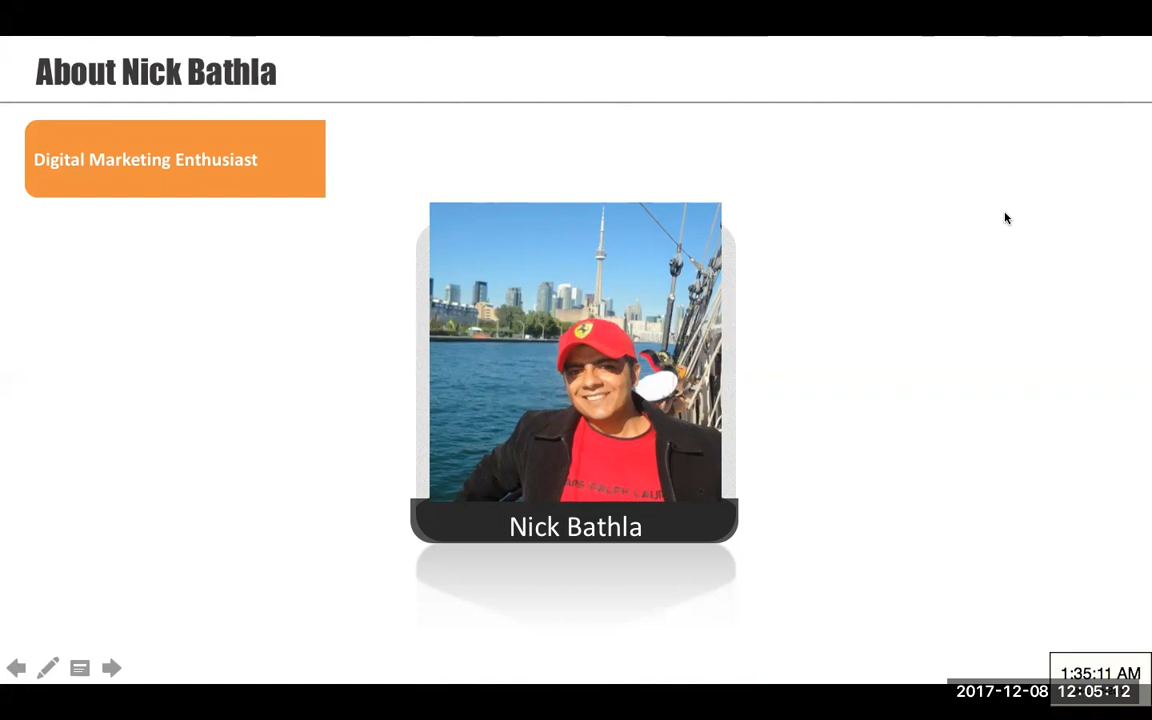 About Nick Bathla
Digital Marketing Enthusiast
Nick Bathla
1:35:11 AM
2017-12-08 12:05:12